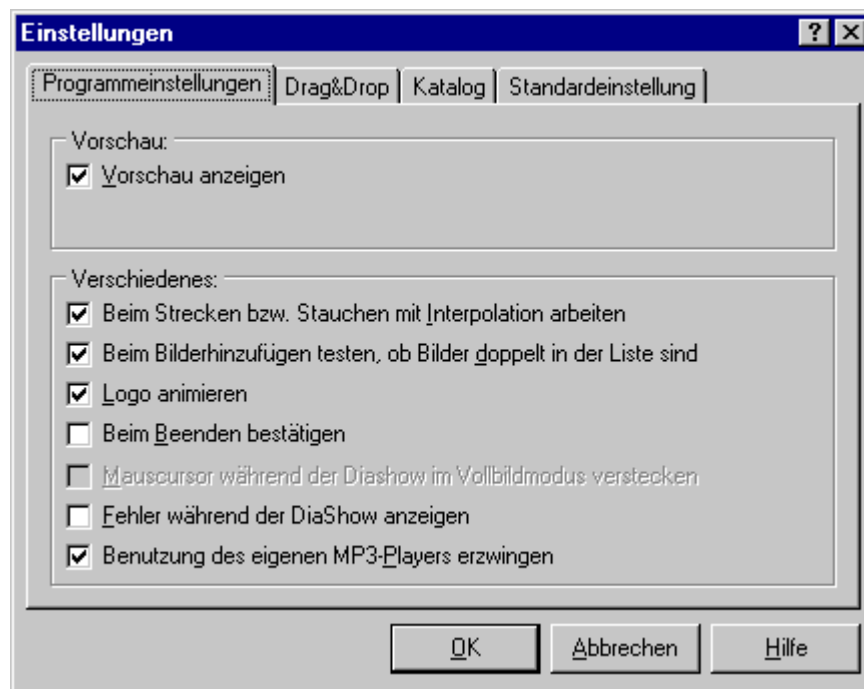 Einstellungen
Programmeinstellungen Drag&Drop Katalog Standardeinstellung
Vorschau:
Vorschau anzeigen
Verschiedenes:
Beim Strecken bzw. Stauchen mit Interpolation arbeiten
Beim Bilderhinzufügen testen, ob Bilder doppelt in der Liste sind
Logo animieren
Beim Beenden bestätigen
Mauscursor während der Diashow im Vollbildmodus verstecken
Fehler während der DiaShow anzeigen
Benutzung des eigenen MP3-Players erzwingen
OK Abbrechen Hilfe